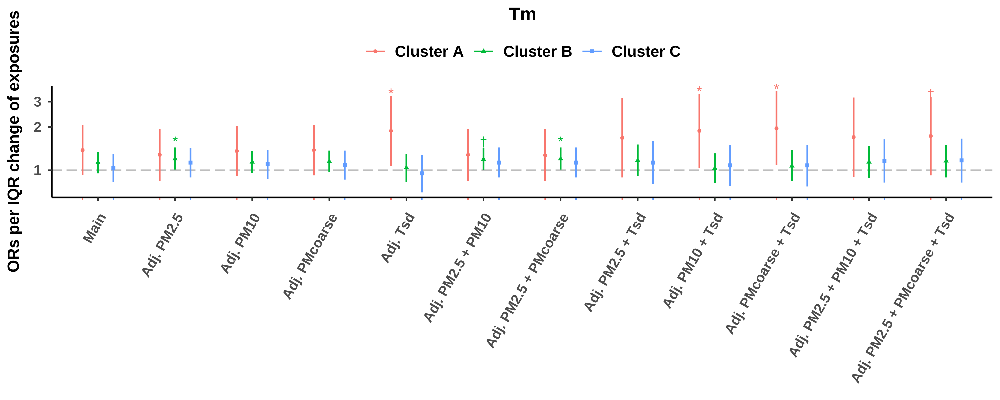 Tm
Cluster A Cluster B Cluster C
ORs per IQR change of exposures
3
2
1
* * * * * † * †
Main
Adj. PM2.5
Adj. PM10
Adj. PMcoarse
Adj. Tsd
Adj. PM2.5 + PM10
Adj. PM2.5 + PMcoarse
Adj. PM2.5 + Tsd
Adj. PM10 + Tsd
Adj. PMcoarse + Tsd
Adj. PM2.5 + PM10 + Tsd
Adj. PM2.5 + PMcoarse + Tsd